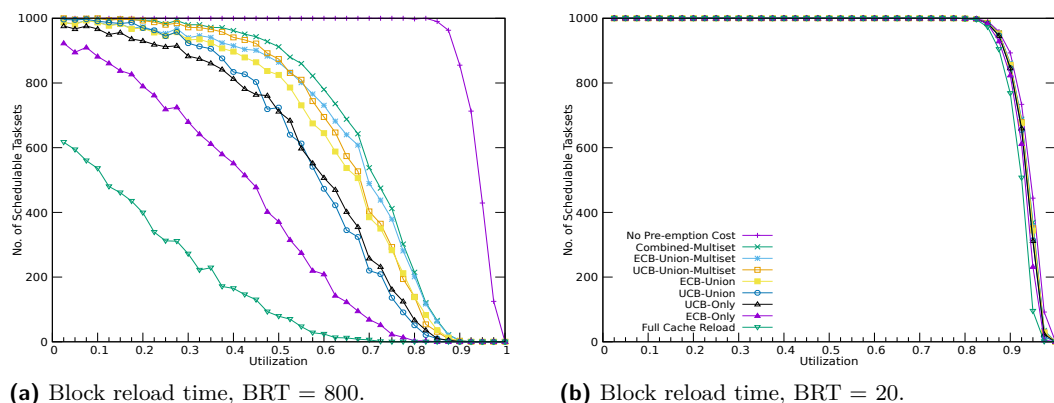 1000
800
600
400
200
0
No. of Schedulable Tasksets
0 0.1 0.2 0.3 0.4 0.5 0.6 0.7 0.8 0.9 1
Utilization
(a) Block reload time, BRT = 800.
1000
800
600
400
200
0
No. of Schedulable Tasksets
No Pre-emption Cost
Combined-Multiset
ECB-Union-Multiset
UCB-Union-Multiset
ECB-Union
UCB-Union
UCB-Only
ECB-Only
Full Cache Reload
0 0.1 0.2 0.3 0.4 0.5 0.6 0.7 0.8 0.9 1
Utilization
(b) Block reload time, BRT = 20.